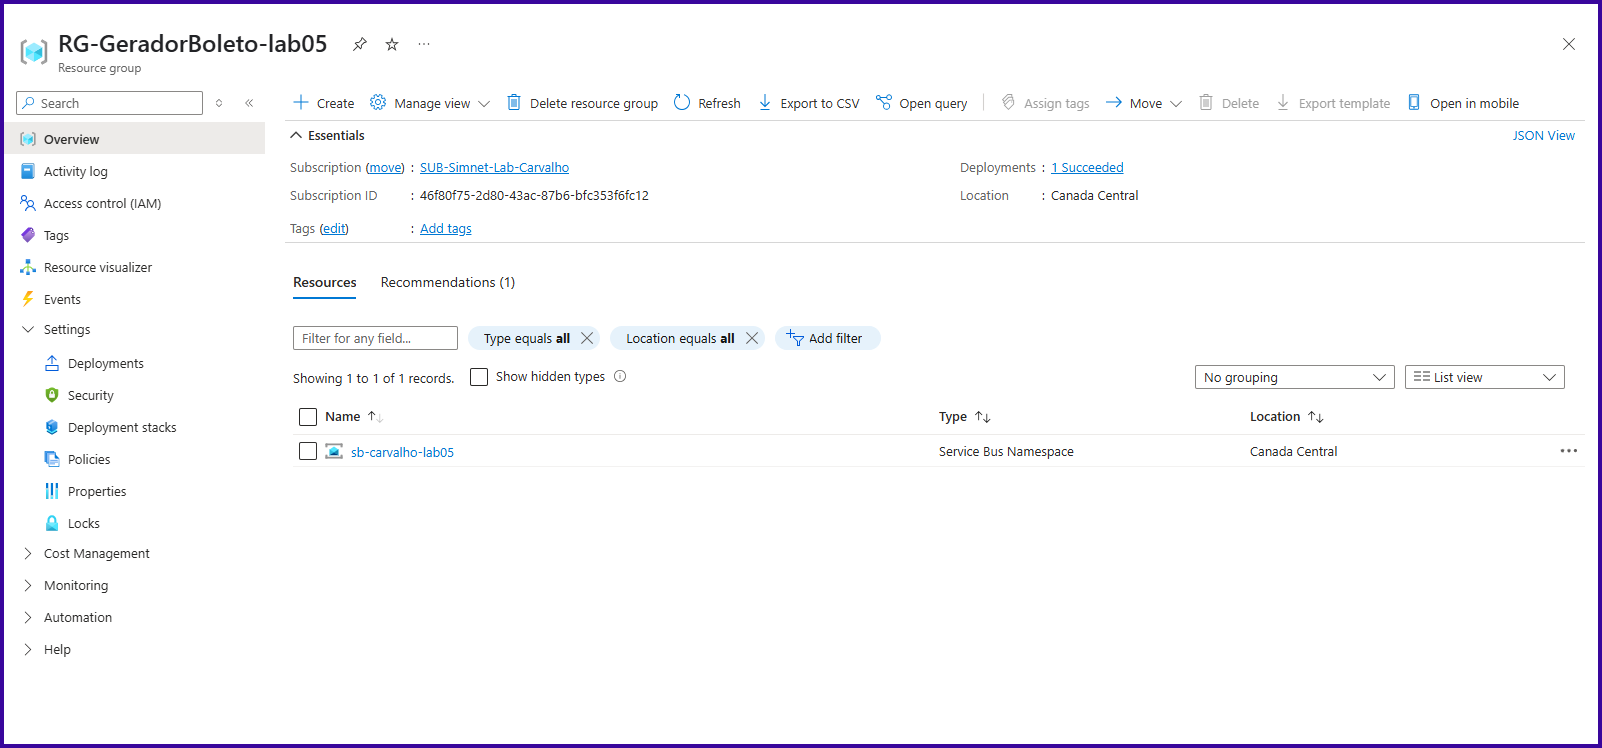 RG-GeradorBoleto-lab05
Resource group
Search
Create Manage view Delete resource group Refresh Export to CSV Open query Assign tags Move Delete Export template Open in mobile
Overview
Activity log
Access control (IAM)
Tags
Resource visualizer
Events
Settings
Deployments
Security
Deployment stacks
Policies
Properties
Locks
Cost Management
Monitoring
Automation
Help
Essentials JSON View
Subscription (move) : SUB-Simnet-Lab-Carvalho Deployments : 1 Succeeded
Subscription ID : 46f80f75-2d80-43ac-87b6-bfc353f6fc12 Location : Canada Central
Tags (edit) : Add tags
Resources Recommendations (1)
Filter for any field... Type equals all Location equals all Add filter
Showing 1 to 1 of 1 records. Show hidden types No grouping List view
Name Type Location
sb-carvalho-lab05 Service Bus Namespace Canada Central